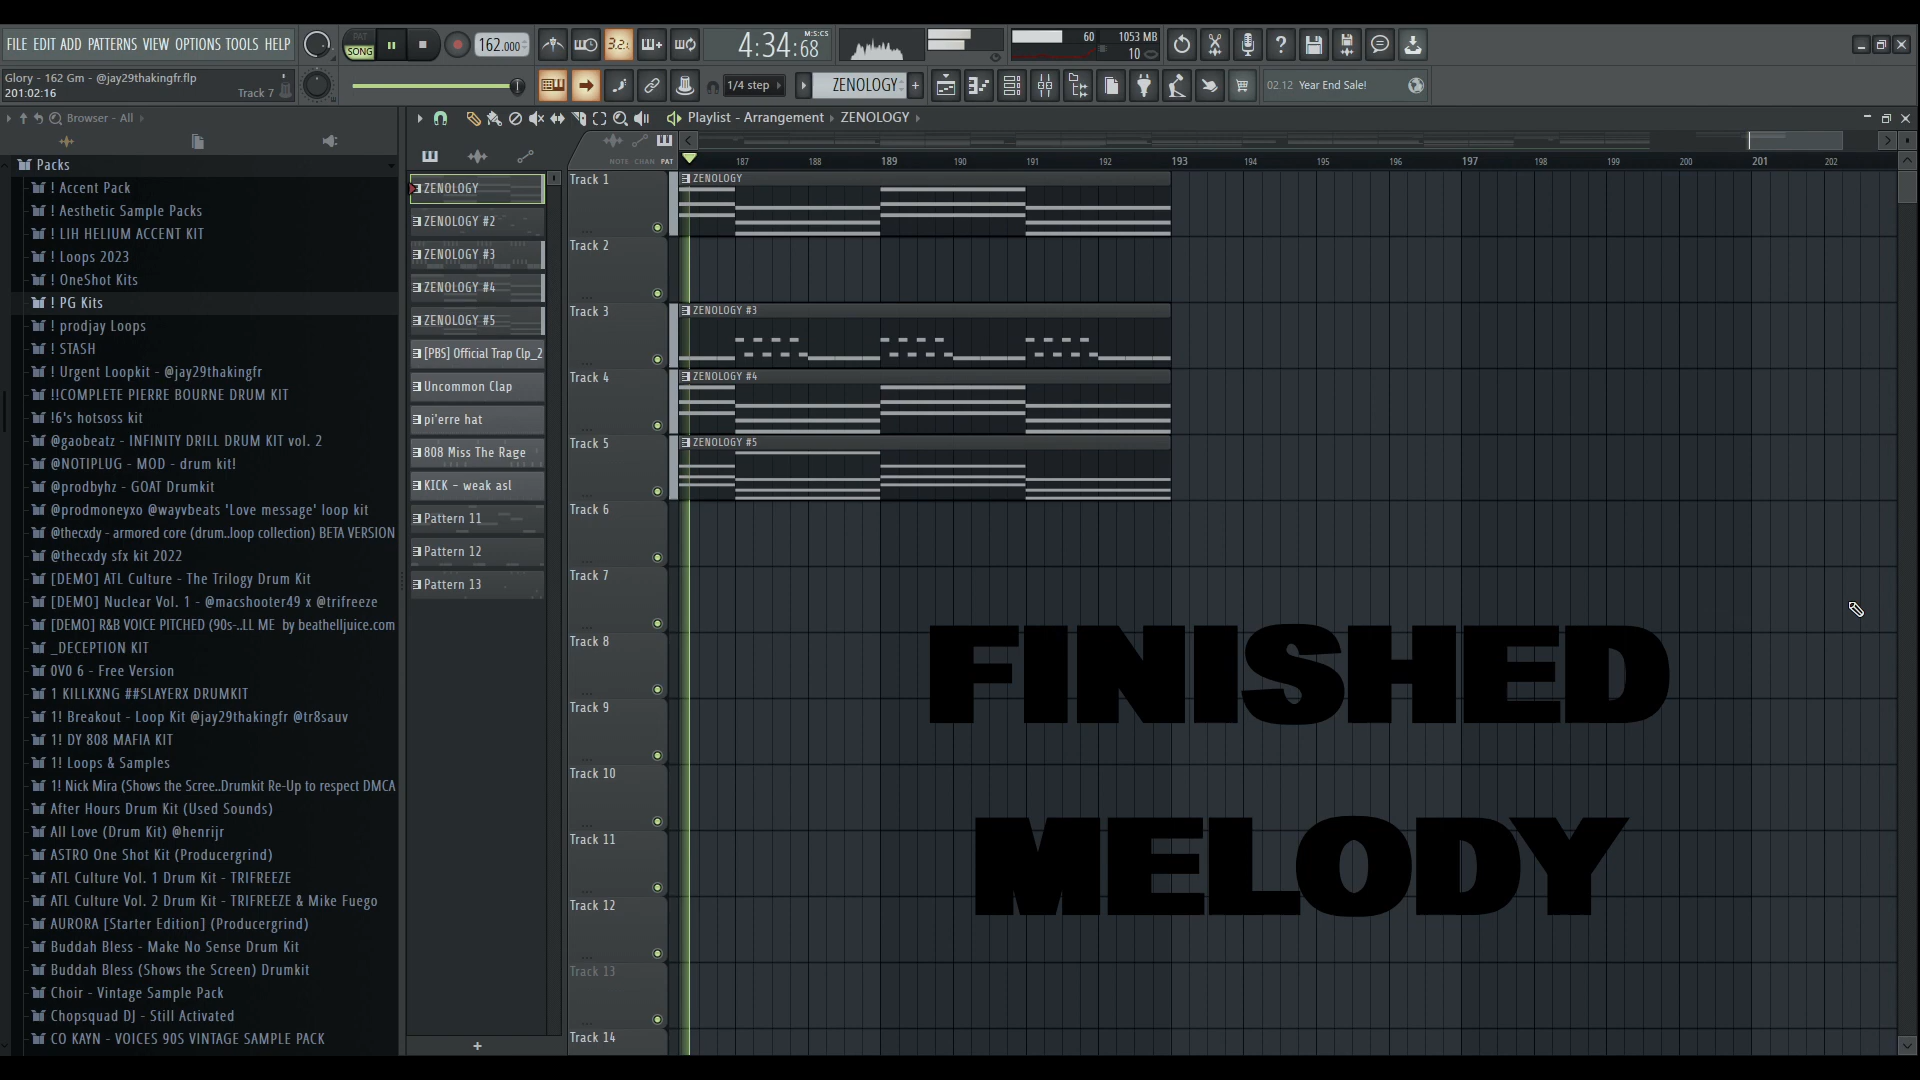 FILE EDIT ADD PATTERNS VIEW OPTIONS TOOLS HELP
PAT
SONG
162.000
3.2.
4:34:68
M:S:CS
60
1053 MB
10
Glory - 162 Gm - @jay29thakingfr.flp
201:02:16
Track 7
1/4 step
ZENOLOGY
+
02.12 Year End Sale!
Browser - All
Playlist - Arrangement
ZENOLOGY
Packs
! Accent Pack
! Aesthetic Sample Packs
! LIH HELIUM ACCENT KIT
! Loops 2023
! OneShot Kits
! PG Kits
! prodjay Loops
! STASH
! Urgent Loopkit - @jay29thakingfr
!!COMPLETE PIERRE BOURNE DRUM KIT
!6's hotsoss kit
@gaobeatz - INFINITY DRILL DRUM KIT vol. 2
@NOTIPLUG - MOD - drum kit!
@prodbyhz - GOAT Drumkit
@prodmoneyxo @wayvbeats 'Love message' loop kit
@thecxdy - armored core (drum..loop collection) BETA VERSION
@thecxdy sfx kit 2022
[DEMO] ATL Culture - The Trilogy Drum Kit
[DEMO] Nuclear Vol. 1 - @macshooter49 x @trifreeze
[DEMO] R&B VOICE PITCHED (90s-..LL ME by beathelljuice.com
_DECEPTION KIT
0V0 6 - Free Version
1 KILLKXNG ##SLAYERX DRUMKIT
1! Breakout - Loop Kit @jay29thakingfr @tr8sauv
1! DY 808 MAFIA KIT
1! Loops & Samples
1! Nick Mira (Shows the Scree..Drumkit Re-Up to respect DMCA
After Hours Drum Kit (Used Sounds)
All Love (Drum Kit) @henrijr
ASTRO One Shot Kit (Producergrind)
ATL Culture Vol. 1 Drum Kit - TRIFREEZE
ATL Culture Vol. 2 Drum Kit - TRIFREEZE & Mike Fuego
AURORA [Starter Edition] (Producergrind)
Buddah Bless - Make No Sense Drum Kit
Buddah Bless (Shows the Screen) Drumkit
Choir - Vintage Sample Pack
Chopsquad DJ - Still Activated
CO KAYN - VOICES 90S VINTAGE SAMPLE PACK
ZENOLOGY
ZENOLOGY #2
ZENOLOGY #3
ZENOLOGY #4
ZENOLOGY #5
[PBS] Official Trap Clp_2
Uncommon Clap
pi'erre hat
808 Miss The Rage
KICK - weak asl
Pattern 11
Pattern 12
Pattern 13
+
NOTE CHAN PAT
187 188 189 190 191 192 193 194 195 196 197 198 199 200 201 202
Track 1
ZENOLOGY
Track 2
Track 3
ZENOLOGY #3
Track 4
ZENOLOGY #4
Track 5
ZENOLOGY #5
Track 6
Track 7
Track 8
Track 9
Track 10
Track 11
Track 12
Track 13
Track 14
FINISHED
MELODY